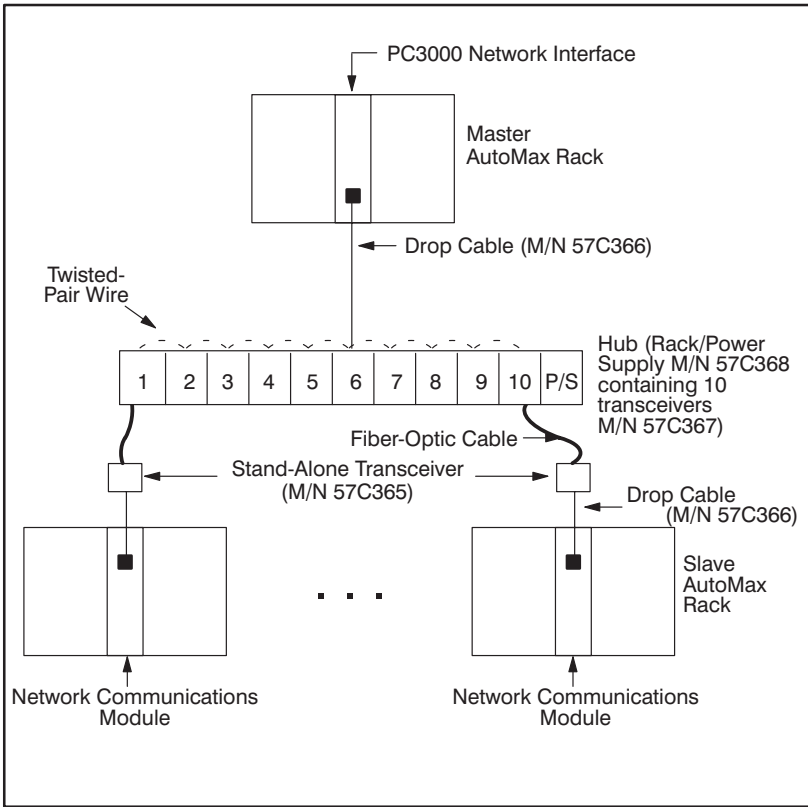 PC3000 Network Interface
Master
AutoMax Rack
Drop Cable (M/N 57C366)
Twisted-
Pair Wire
Hub (Rack/Power
Supply M/N 57C368
containing 10
transceivers
M/N 57C367)
1 2 3 4 5 6 7 8 9 10 P/S
Fiber-Optic Cable
Stand-Alone Transceiver
(M/N 57C365)
Drop Cable
(M/N 57C366)
Slave
AutoMax
Rack
Network Communications
Module
Network Communications
Module